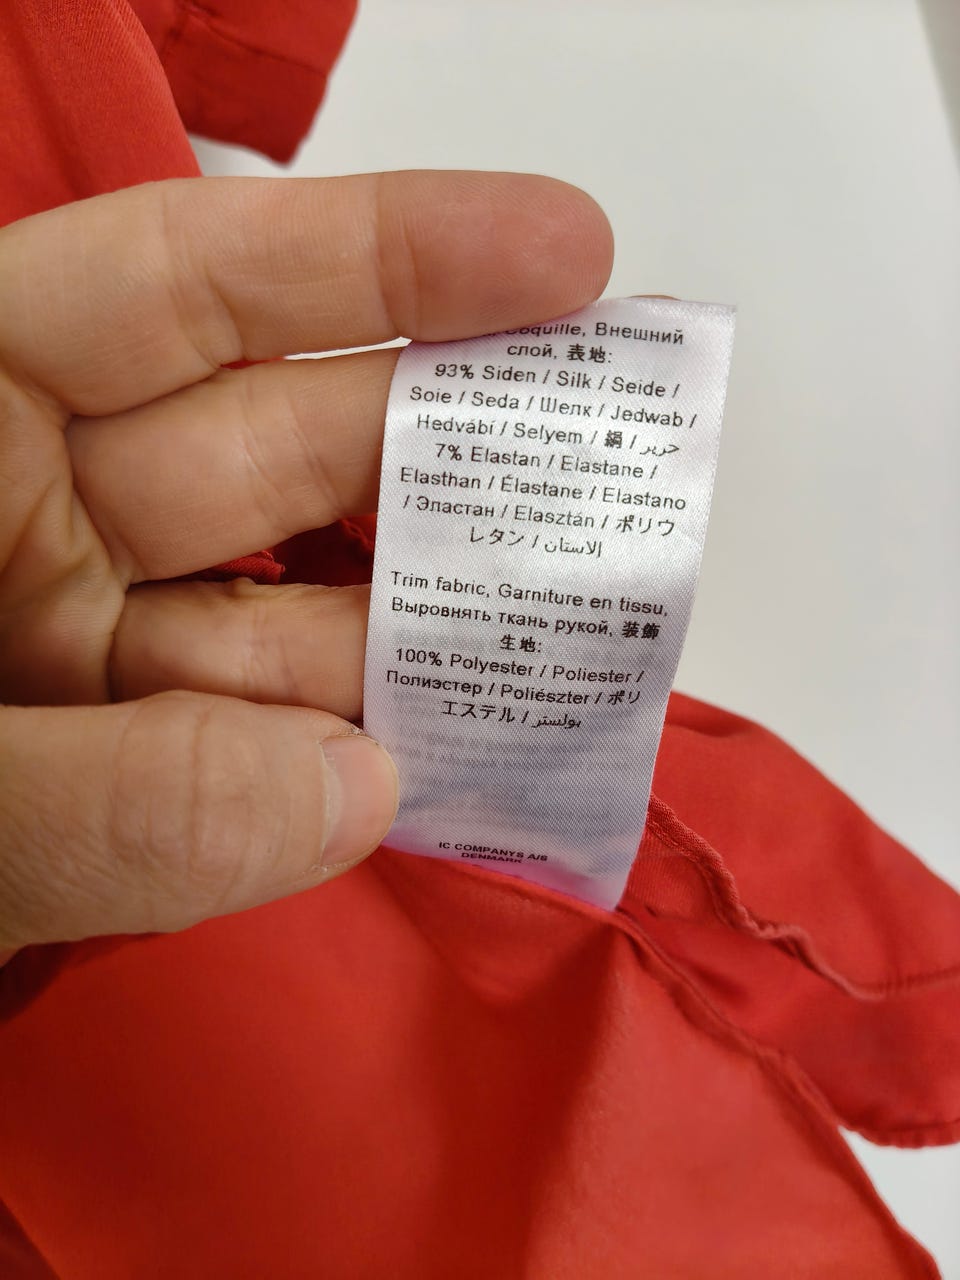 Coquille, Внешний
слой, 表地:
93% Siden / Silk / Seide /
Soie / Seda / Шелк / Jedwab /
Hedvábí / Selyem / 絹 / حرير
7% Elastan / Elastane /
Elasthan / Élastane / Elastano
/ Эластан / Elasztán / ポリウ
レタン / الاستان
Trim fabric, Garniture en tissu,
Выровнять ткань рукой, 装飾
生地:
100% Polyester / Poliester /
Полиэстер / Poliészter / ポリ
エステル / بولستر
IC COMPANYS A/S
DENMARK